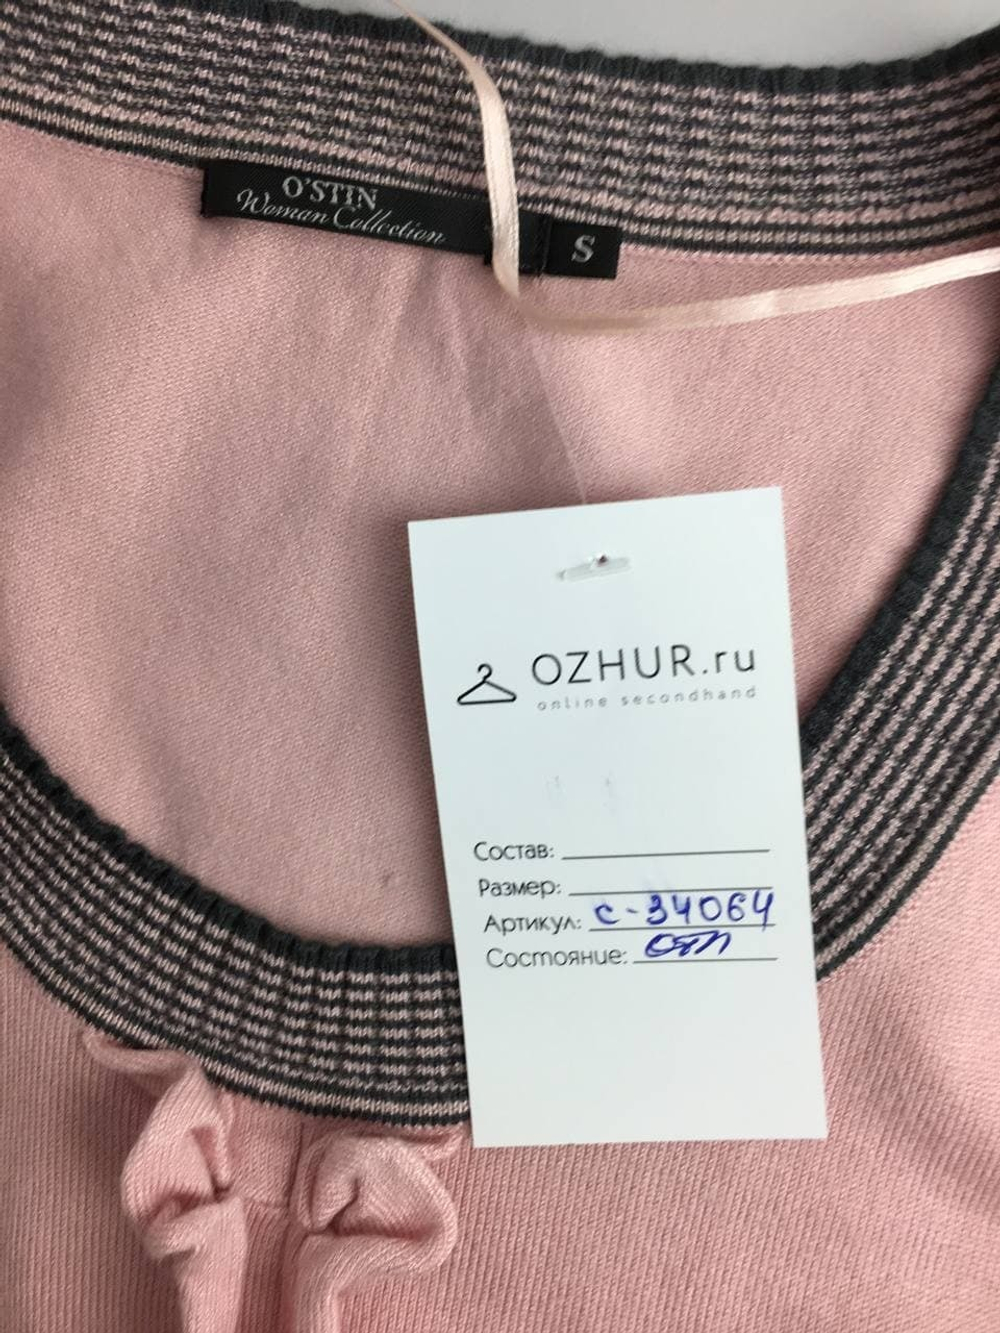 O'STIN
Woman Collection
S
OZHUR.ru
online secondhand
Состав:
Размер:
Артикул: с-34064
Состояние: